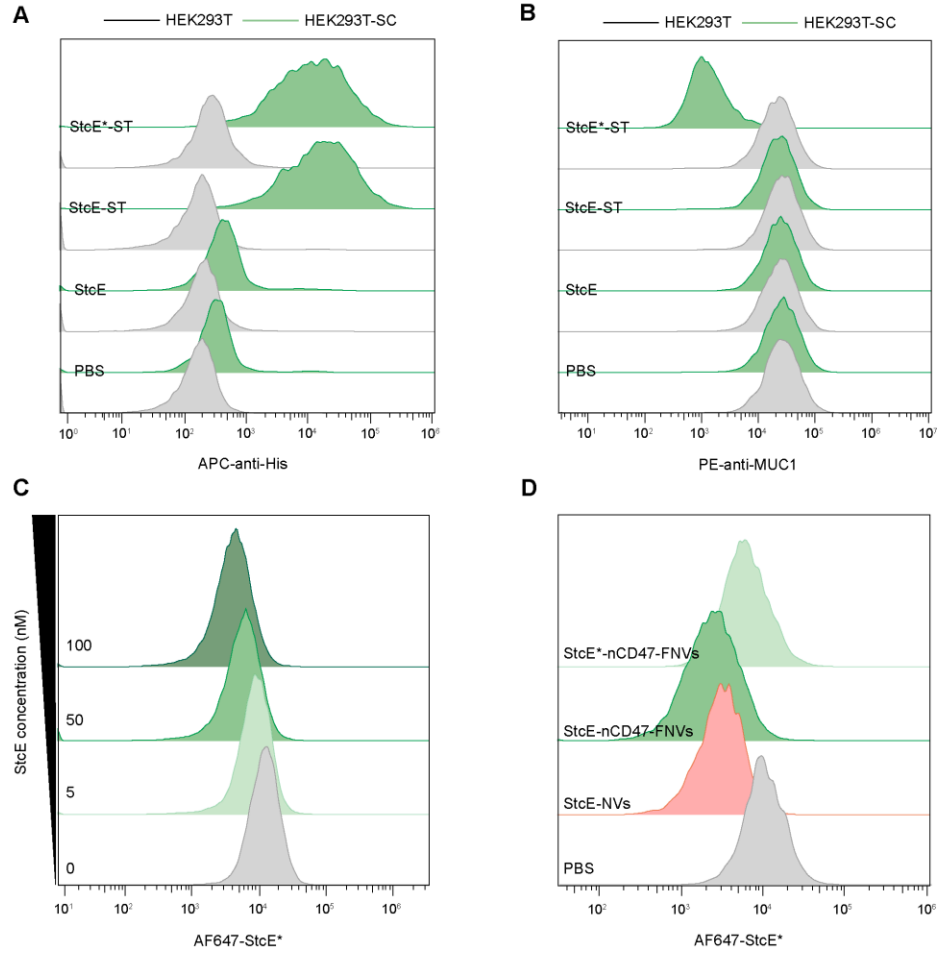 A
HEK293T HEK293T-SC
StcE*-ST
StcE-ST
StcE
PBS
10⁰ 10¹ 10² 10³ 10⁴ 10⁵ 10⁶
APC-anti-His
B
HEK293T HEK293T-SC
StcE*-ST
StcE-ST
StcE
PBS
10¹ 10² 10³ 10⁴ 10⁵ 10⁶ 10⁷
PE-anti-MUC1
C
StcE concentration (nM)
100
50
5
0
10¹ 10² 10³ 10⁴ 10⁵ 10⁶
AF647-StcE*
D
StcE*-nCD47-FNVs
StcE-nCD47-FNVs
StcE-NVs
PBS
10² 10³ 10⁴ 10⁵ 10⁶
AF647-StcE*